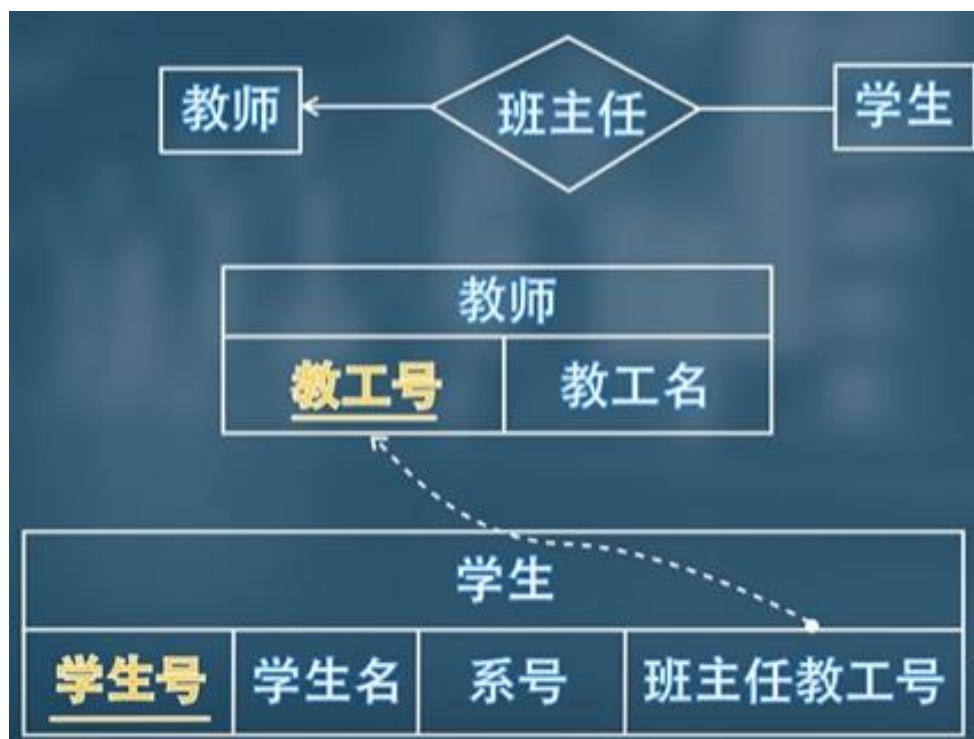 教师 班主任 学生
教师
教工号 教工名
学生
学生号 学生名 系号 班主任教工号